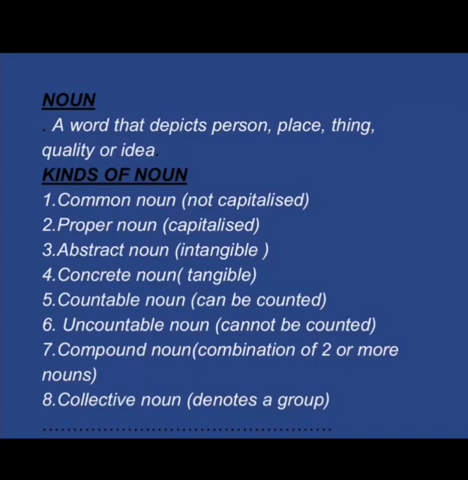 NOUN
. A word that depicts person, place, thing,
quality or idea.
KINDS OF NOUN
1.Common noun (not capitalised)
2.Proper noun (capitalised)
3.Abstract noun (intangible )
4.Concrete noun( tangible)
5.Countable noun (can be counted)
6. Uncountable noun (cannot be counted)
7.Compound noun(combination of 2 or more
nouns)
8.Collective noun (denotes a group)
................................................